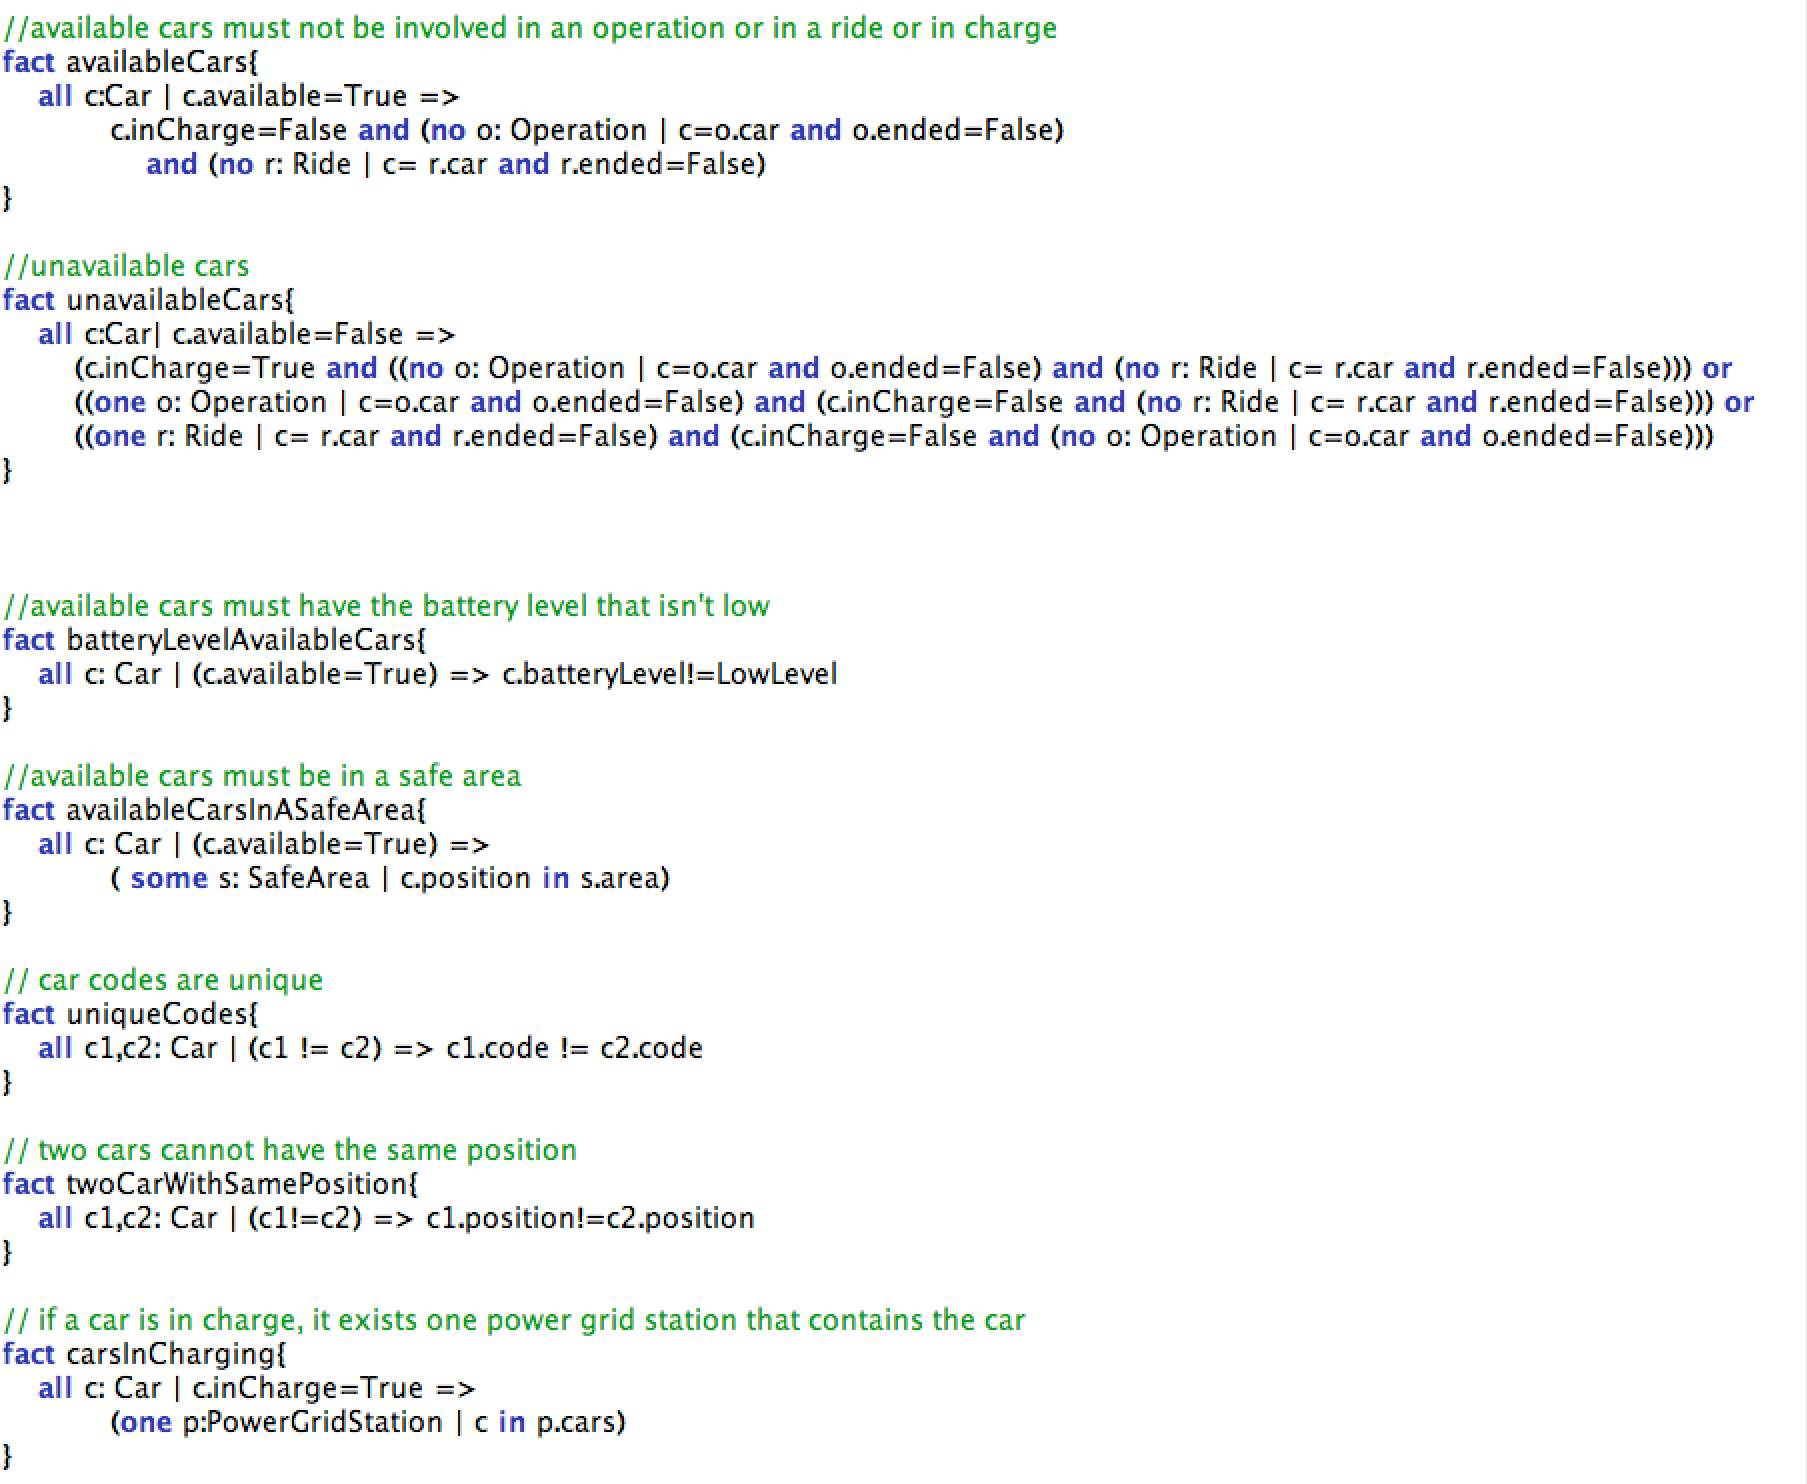 //available cars must not be involved in an operation or in a ride or in charge
fact availableCars{
all c:Car | c.available=True =>
c.inCharge=False and (no o: Operation | c=o.car and o.ended=False)
and (no r: Ride | c= r.car and r.ended=False)
}
//unavailable cars
fact unavailableCars{
all c:Car| c.available=False =>
(c.inCharge=True and ((no o: Operation | c=o.car and o.ended=False) and (no r: Ride | c= r.car and r.ended=False))) or
((one o: Operation | c=o.car and o.ended=False) and (c.inCharge=False and (no r: Ride | c= r.car and r.ended=False))) or
((one r: Ride | c= r.car and r.ended=False) and (c.inCharge=False and (no o: Operation | c=o.car and o.ended=False)))
}
//available cars must have the battery level that isn't low
fact batteryLevelAvailableCars{
all c: Car | (c.available=True) => c.batteryLevel!=LowLevel
}
//available cars must be in a safe area
fact availableCarsInASafeArea{
all c: Car | (c.available=True) =>
( some s: SafeArea | c.position in s.area)
}
// car codes are unique
fact uniqueCodes{
all c1,c2: Car | (c1 != c2) => c1.code != c2.code
}
// two cars cannot have the same position
fact twoCarWithSamePosition{
all c1,c2: Car | (c1!=c2) => c1.position!=c2.position
}
// if a car is in charge, it exists one power grid station that contains the car
fact carsInCharging{
all c: Car | c.inCharge=True =>
(one p:PowerGridStation | c in p.cars)
}